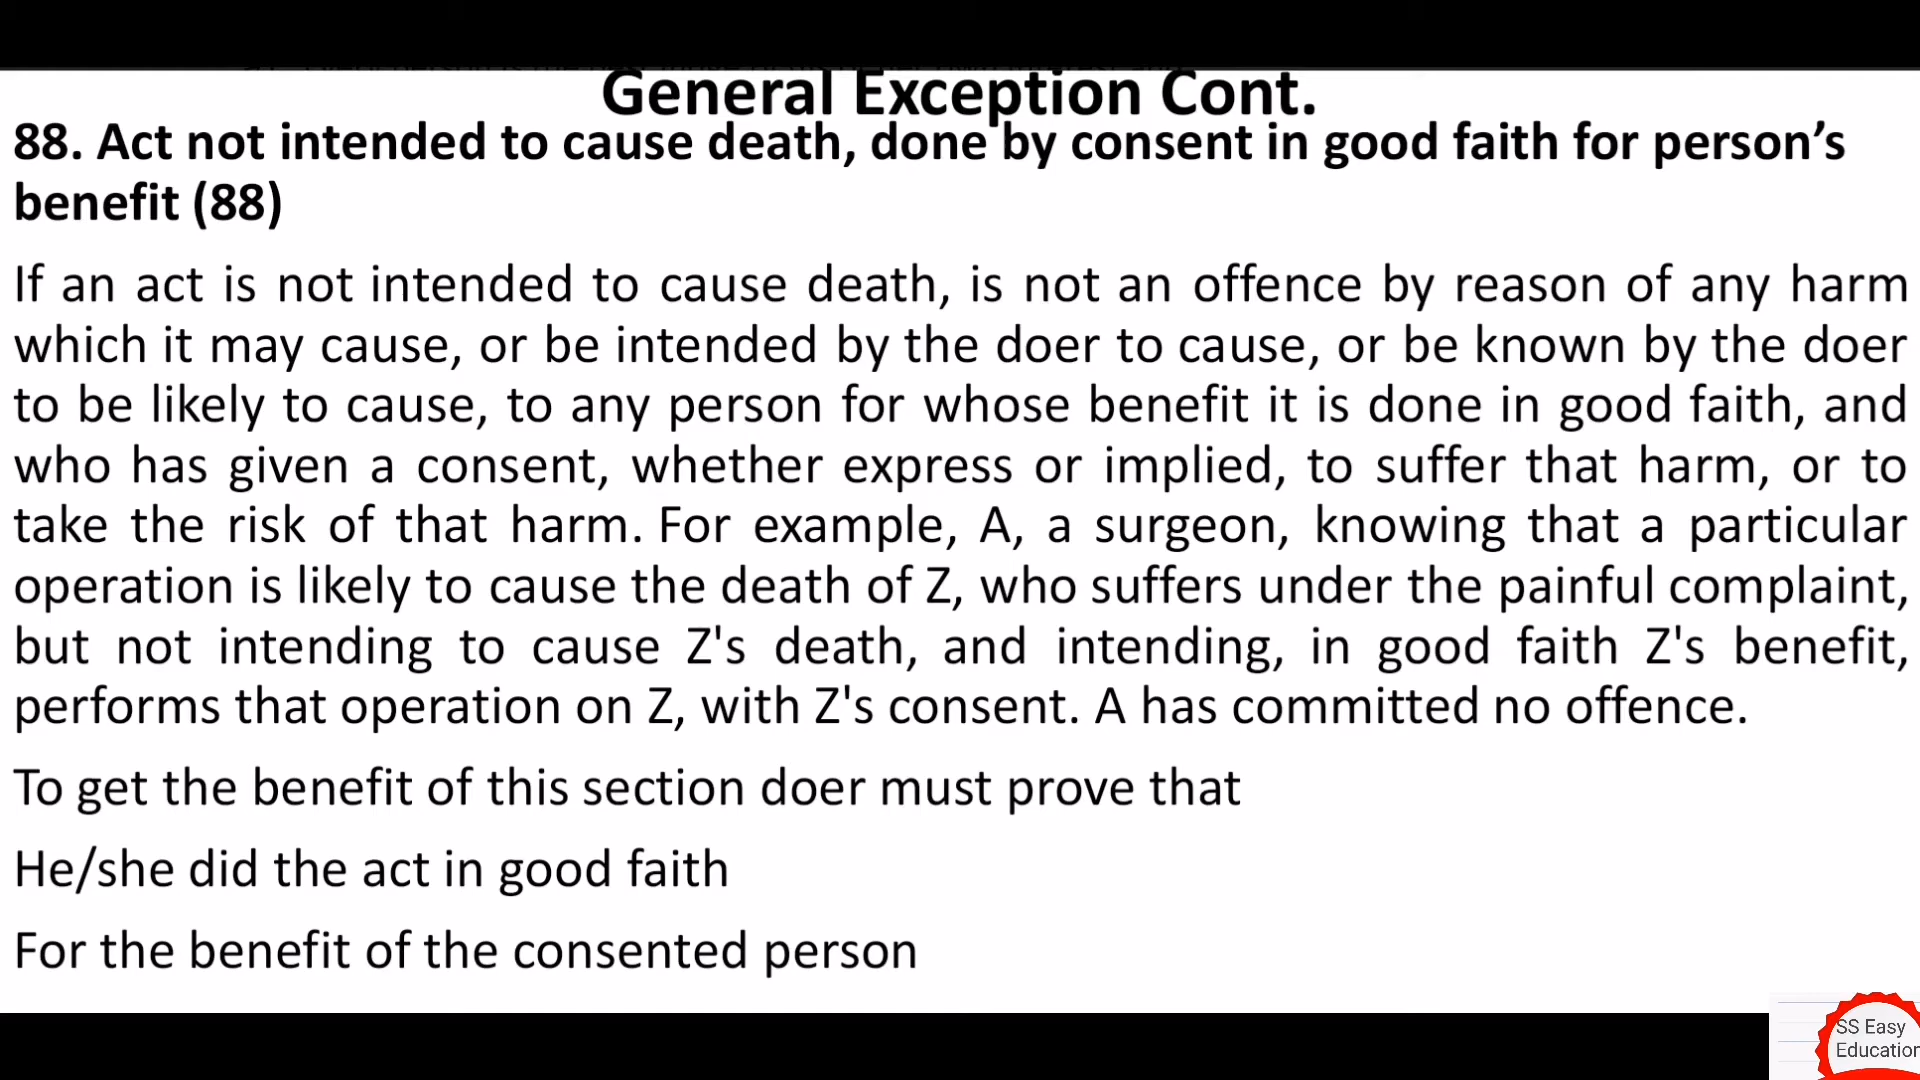 General Exception Cont.
88. Act not intended to cause death, done by consent in good faith for person’s
benefit (88)
If an act is not intended to cause death, is not an offence by reason of any harm
which it may cause, or be intended by the doer to cause, or be known by the doer
to be likely to cause, to any person for whose benefit it is done in good faith, and
who has given a consent, whether express or implied, to suffer that harm, or to
take the risk of that harm. For example, A, a surgeon, knowing that a particular
operation is likely to cause the death of Z, who suffers under the painful complaint,
but not intending to cause Z's death, and intending, in good faith Z's benefit,
performs that operation on Z, with Z's consent. A has committed no offence.
To get the benefit of this section doer must prove that
He/she did the act in good faith
For the benefit of the consented person
SS Easy
Education